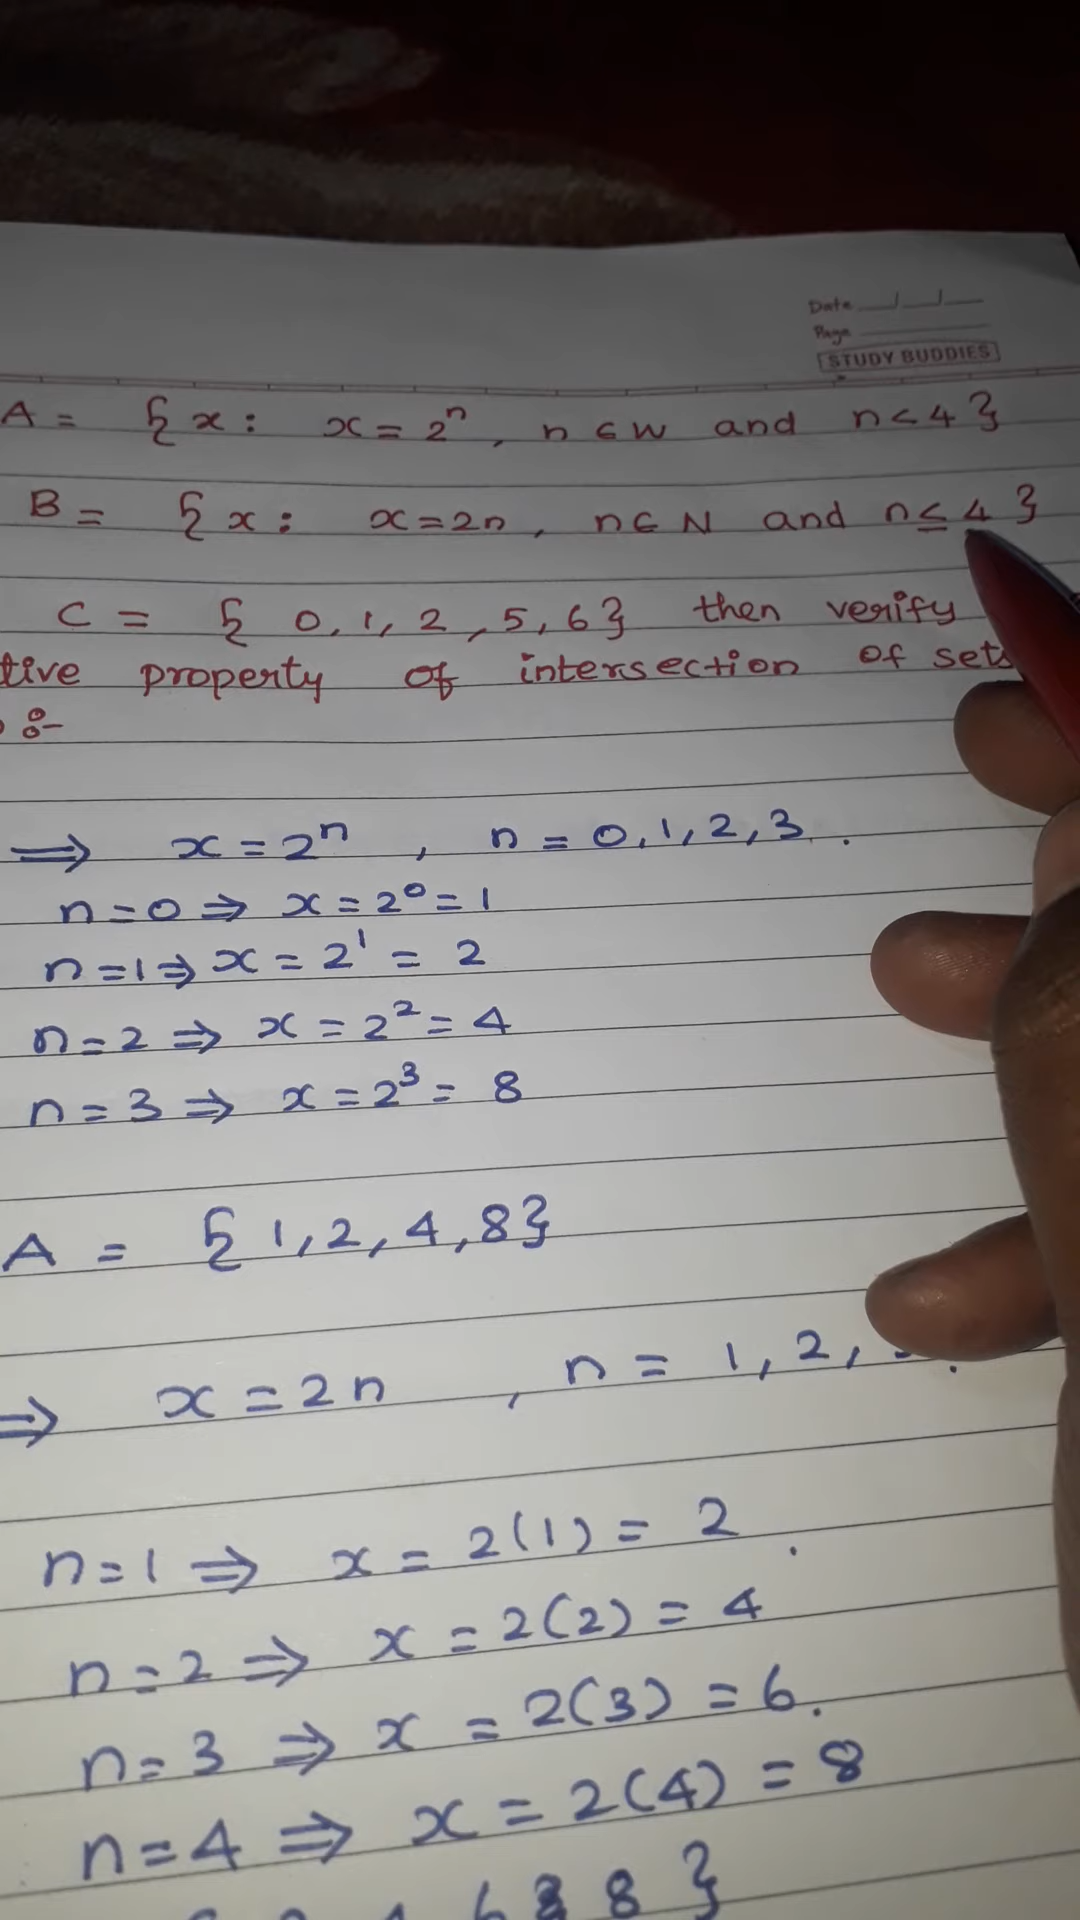 Date
Page
STUDY BUDDIES
A = { x : x = 2ⁿ, n ∈ W and n < 4 }
B = { x : x = 2n, n ∈ N and n ≤ 4 }
C = { 0, 1, 2, 5, 6 } then verify
tive property of intersection of sets
:-
⇒ x = 2ⁿ , n = 0, 1, 2, 3 .
n = 0 ⇒ x = 2⁰ = 1
n = 1 ⇒ x = 2¹ = 2
n = 2 ⇒ x = 2² = 4
n = 3 ⇒ x = 2³ = 8
A = { 1, 2, 4, 8 }
⇒ x = 2n , n = 1, 2,
n = 1 ⇒ x = 2(1) = 2 .
n = 2 ⇒ x = 2(2) = 4
n = 3 ⇒ x = 2(3) = 6 .
n = 4 ⇒ x = 2(4) = 8
6 8 }